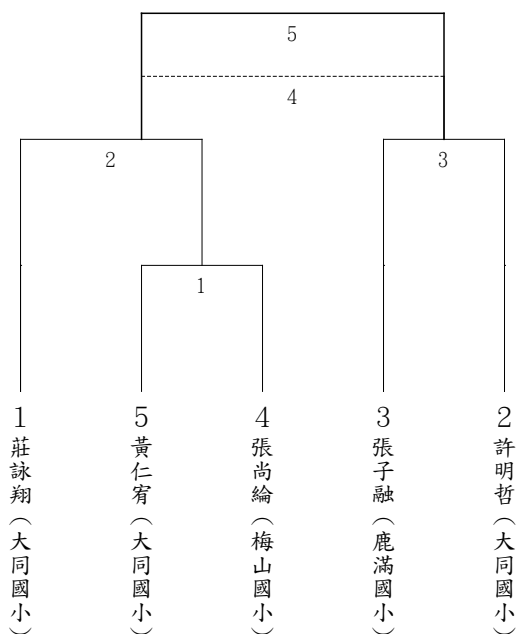 5
4
2
3
1
1
莊詠翔(大同國小)
5
黃仁宥(大同國小)
4
張尚綸(梅山國小)
3
張子融(鹿滿國小)
2
許明哲(大同國小)